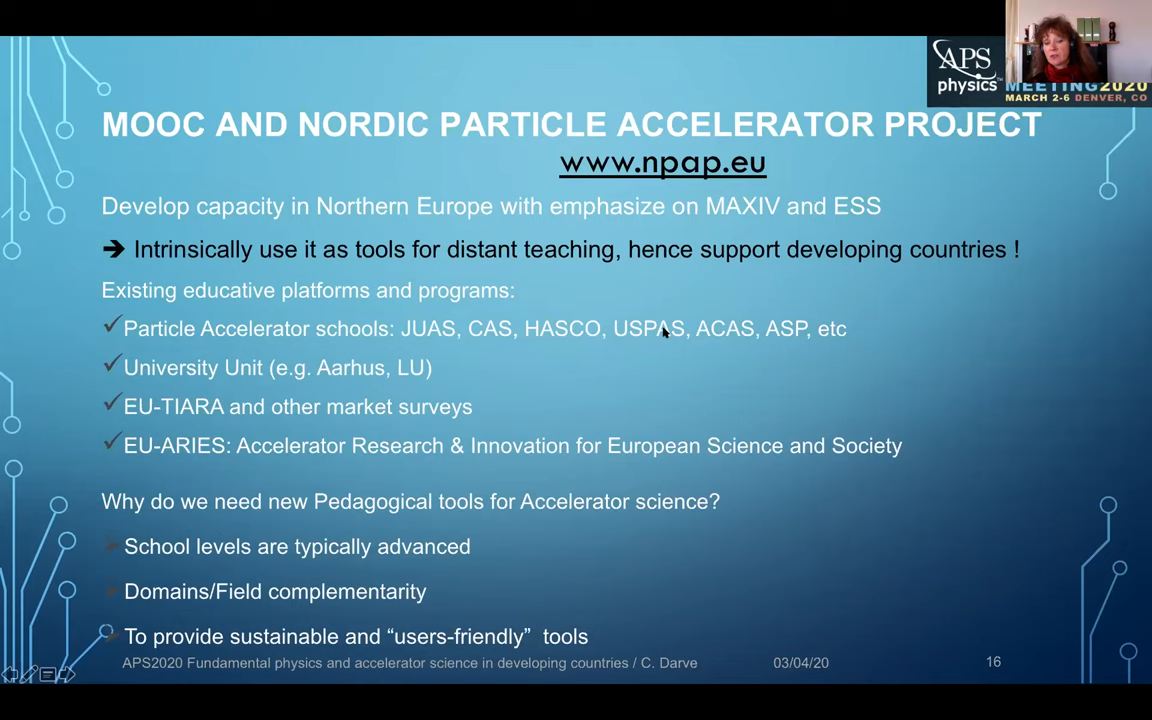 APS
physics
MEETING2020
MARCH 2-6 DENVER, CO
MOOC AND NORDIC PARTICLE ACCELERATOR PROJECT
www.npap.eu
Develop capacity in Northern Europe with emphasize on MAXIV and ESS
➔ Intrinsically use it as tools for distant teaching, hence support developing countries !
Existing educative platforms and programs:
✓Particle Accelerator schools: JUAS, CAS, HASCO, USPAS, ACAS, ASP, etc
✓University Unit (e.g. Aarhus, LU)
✓EU-TIARA and other market surveys
✓EU-ARIES: Accelerator Research & Innovation for European Science and Society
Why do we need new Pedagogical tools for Accelerator science?
School levels are typically advanced
Domains/Field complementarity
To provide sustainable and “users-friendly” tools
APS2020 Fundamental physics and accelerator science in developing countries / C. Darve
03/04/20
16